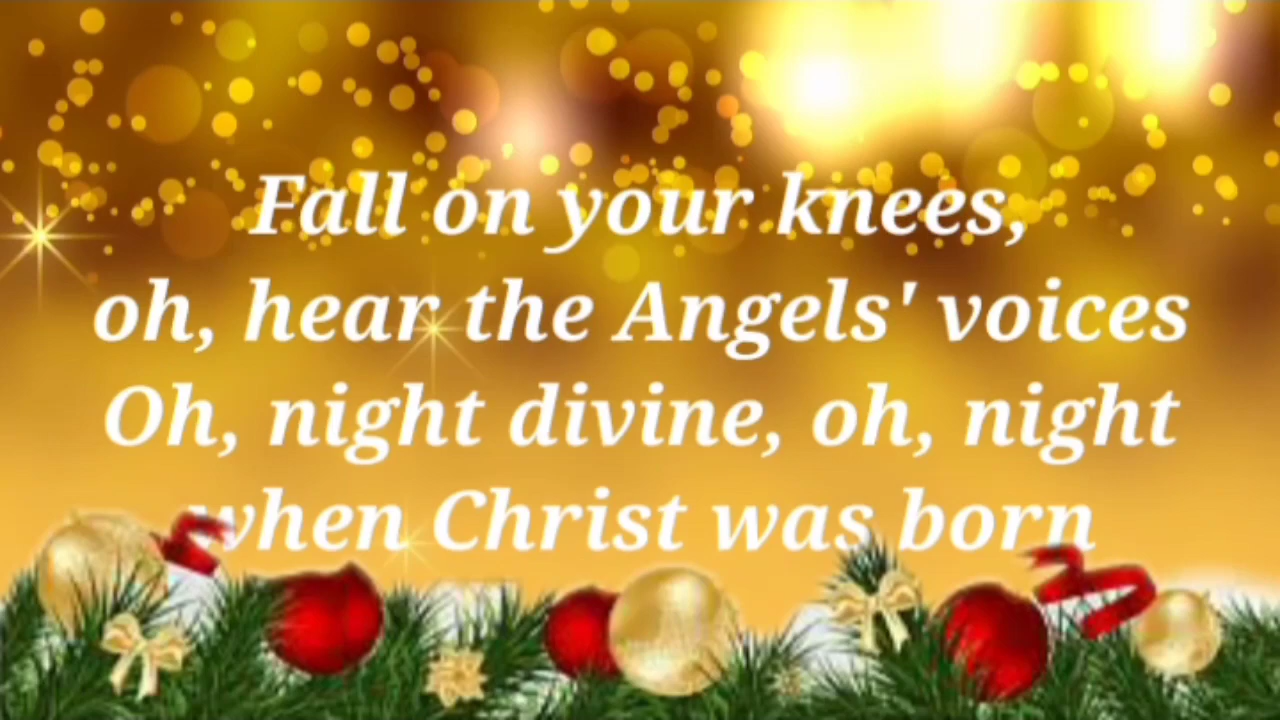 Fall on your knees,
oh, hear the Angels' voices
Oh, night divine, oh, night
when Christ was born